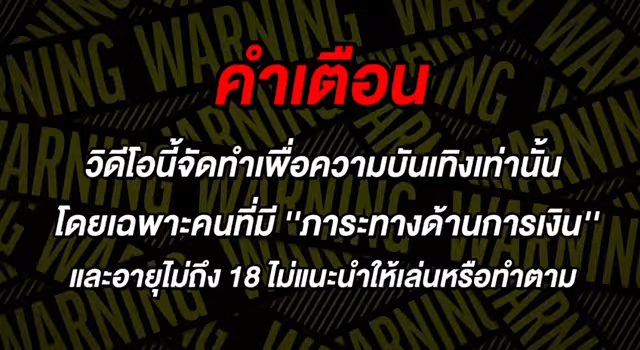 คำเตือน
วิดีโอนี้จัดทำเพื่อความบันเทิงเท่านั้น
โดยเฉพาะคนที่มี "ภาระทางด้านการเงิน"
และอายุไม่ถึง 18 ไม่แนะนำให้เล่นหรือทำตาม
WARNING WARNING WARNING